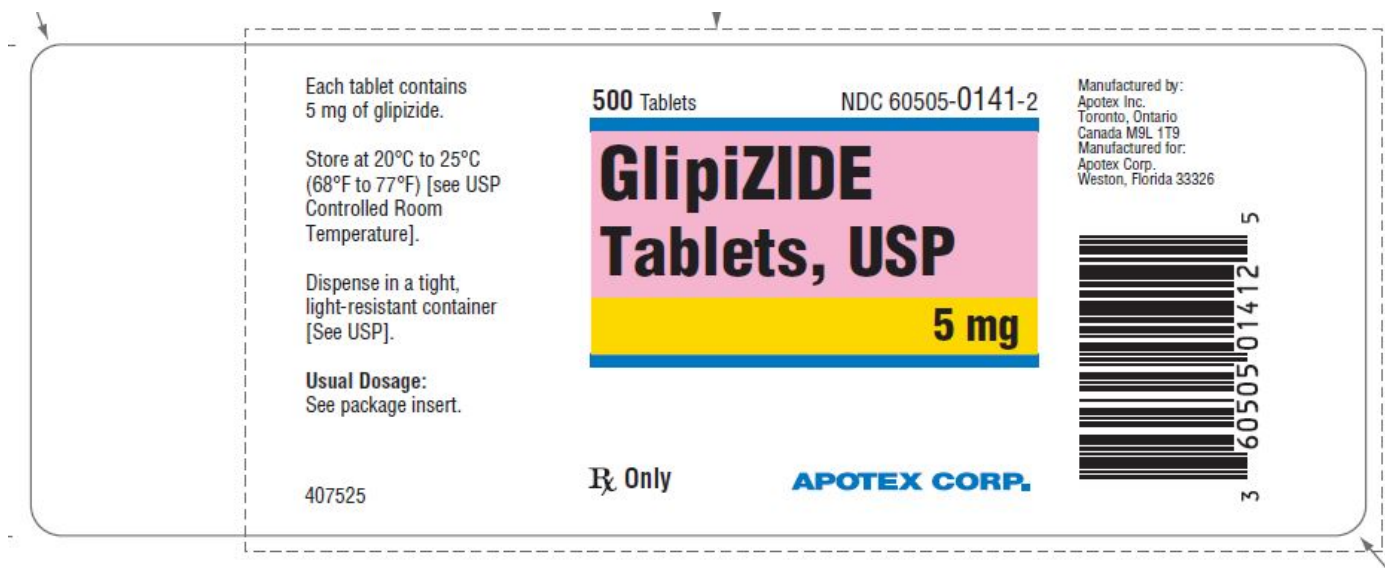 Each tablet contains
5 mg of glipizide.
Store at 20°C to 25°C
(68°F to 77°F) [see USP
Controlled Room
Temperature].
Dispense in a tight,
light-resistant container
[See USP].
Usual Dosage:
See package insert.
407525
500 Tablets NDC 60505-0141-2
GlipiZIDE
Tablets, USP
5 mg
Rx Only APOTEX CORP.
Manufactured by:
Apotex Inc.
Toronto, Ontario
Canada M9L 1T9
Manufactured for:
Apotex Corp.
Weston, Florida 33326
3 60505 01412 5